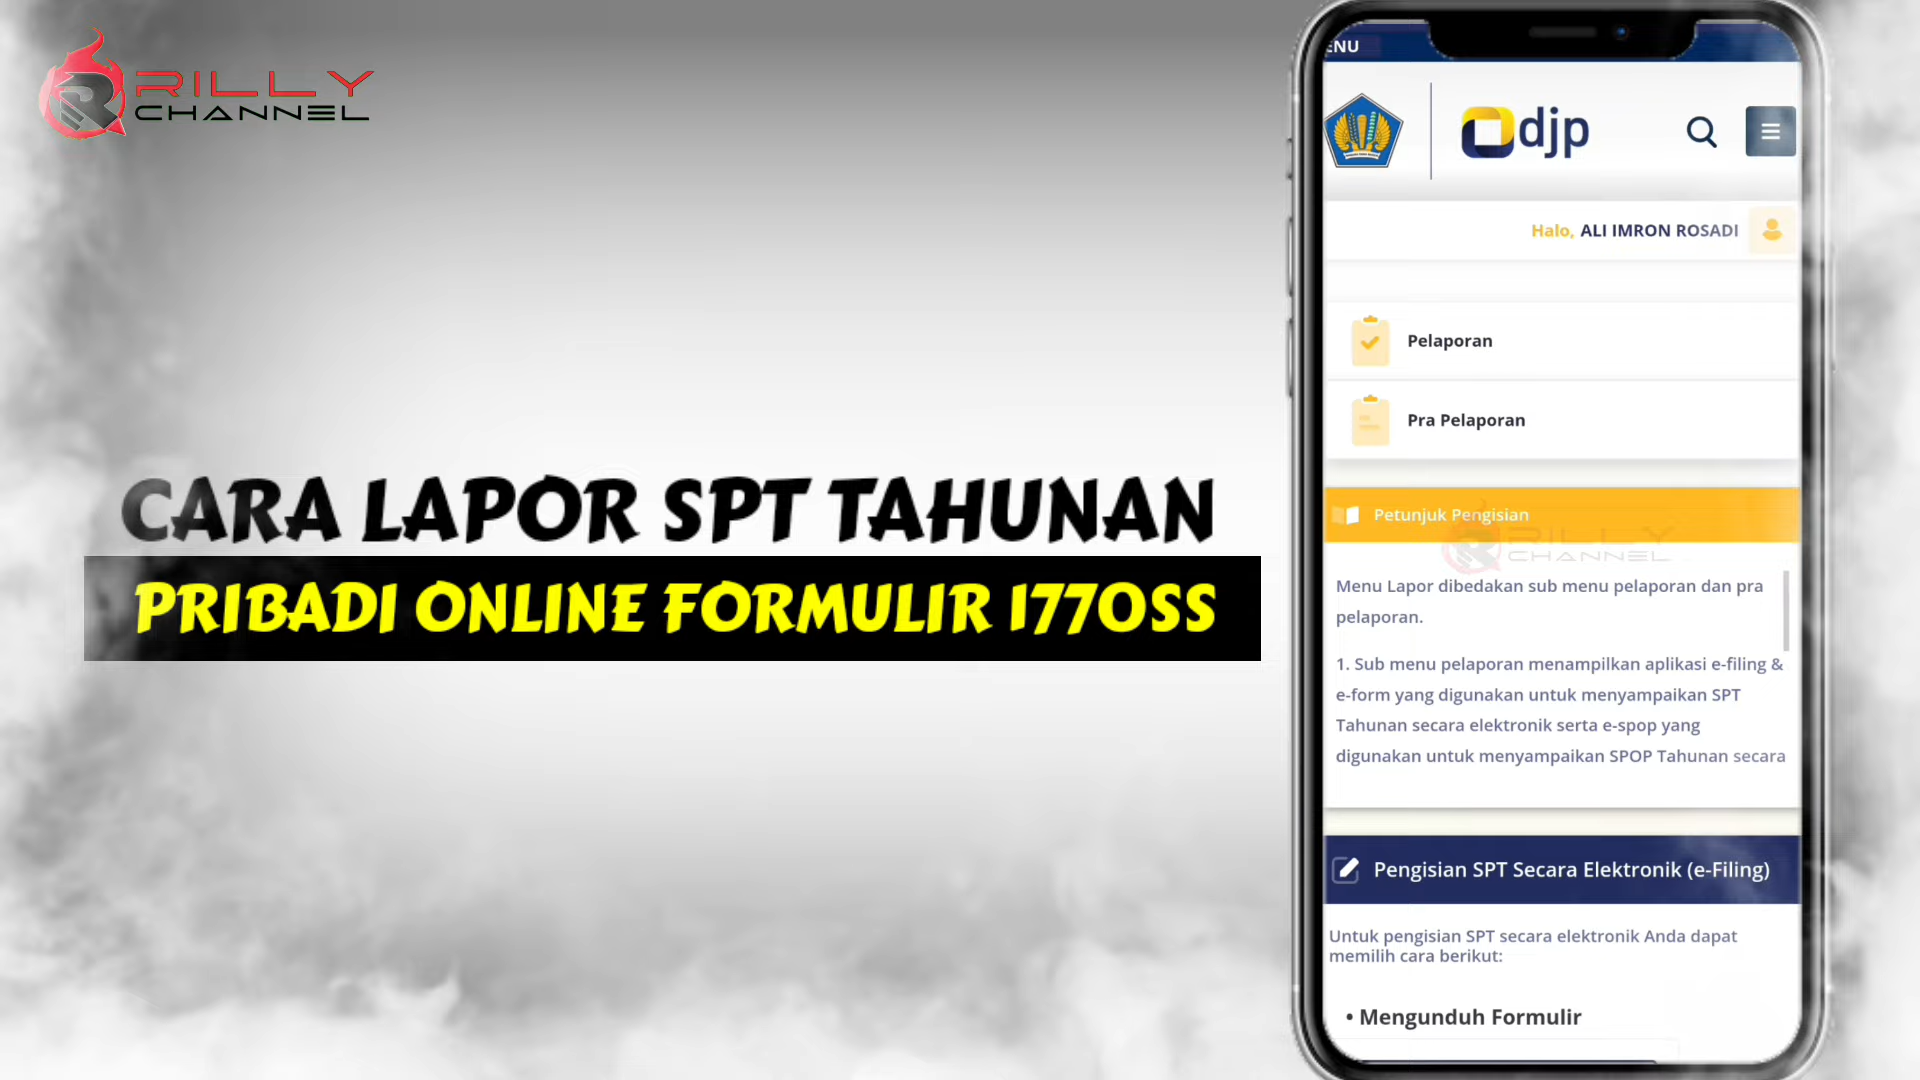 RILLY
CHANNEL
CARA LAPOR SPT TAHUNAN
PRIBADI ONLINE FORMULIR 1770SS
ENU
djp
Halo, ALI IMRON ROSADI
Pelaporan
Pra Pelaporan
Petunjuk Pengisian
RILLY
CHANNEL
Menu Lapor dibedakan sub menu pelaporan dan pra
pelaporan.
1. Sub menu pelaporan menampilkan aplikasi e-filing &
e-form yang digunakan untuk menyampaikan SPT
Tahunan secara elektronik serta e-spop yang
digunakan untuk menyampaikan SPOP Tahunan secara
Pengisian SPT Secara Elektronik (e-Filing)
Untuk pengisian SPT secara elektronik Anda dapat
memilih cara berikut:
• Mengunduh Formulir